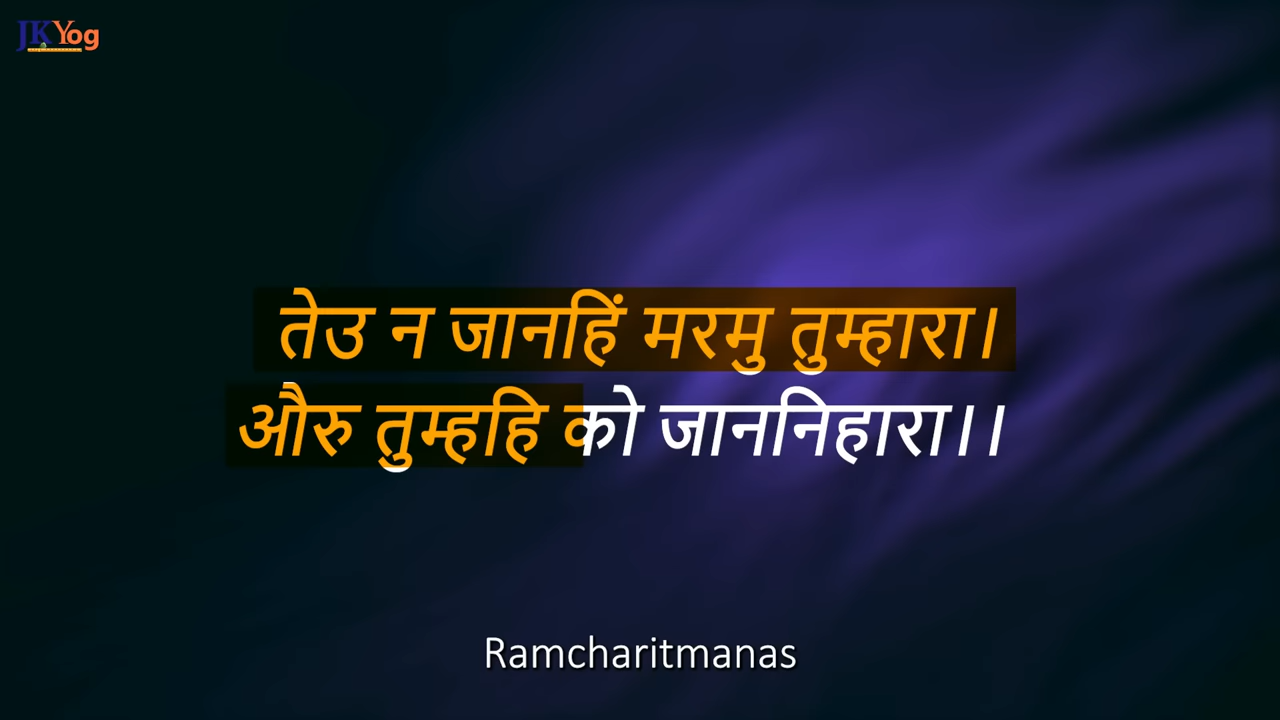 JKYog
तेउ न जानहिं मरमु तुम्हारा।
औरु तुम्हहि को जाननिहारा।।
Ramcharitmanas